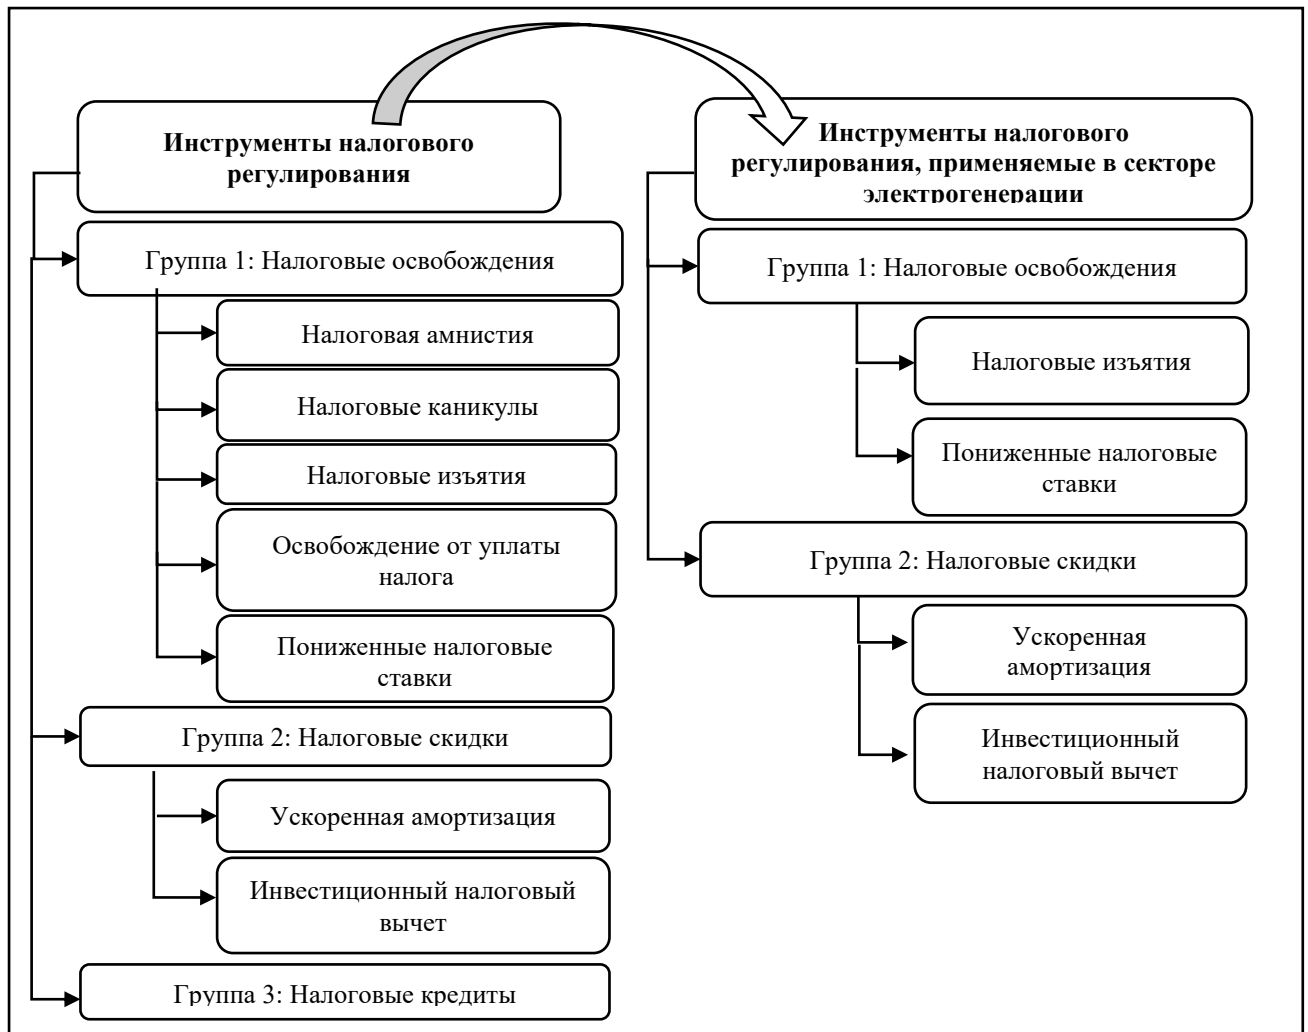 Инструменты налогового
регулирования
Группа 1: Налоговые освобождения
Налоговая амнистия
Налоговые каникулы
Налоговые изъятия
Освобождение от уплаты
налога
Пониженные налоговые
ставки
Группа 2: Налоговые скидки
Ускоренная амортизация
Инвестиционный налоговый
вычет
Группа 3: Налоговые кредиты
Инструменты налогового
регулирования, применяемые в секторе
электрогенерации
Группа 1: Налоговые освобождения
Налоговые изъятия
Пониженные налоговые
ставки
Группа 2: Налоговые скидки
Ускоренная
амортизация
Инвестиционный
налоговый вычет